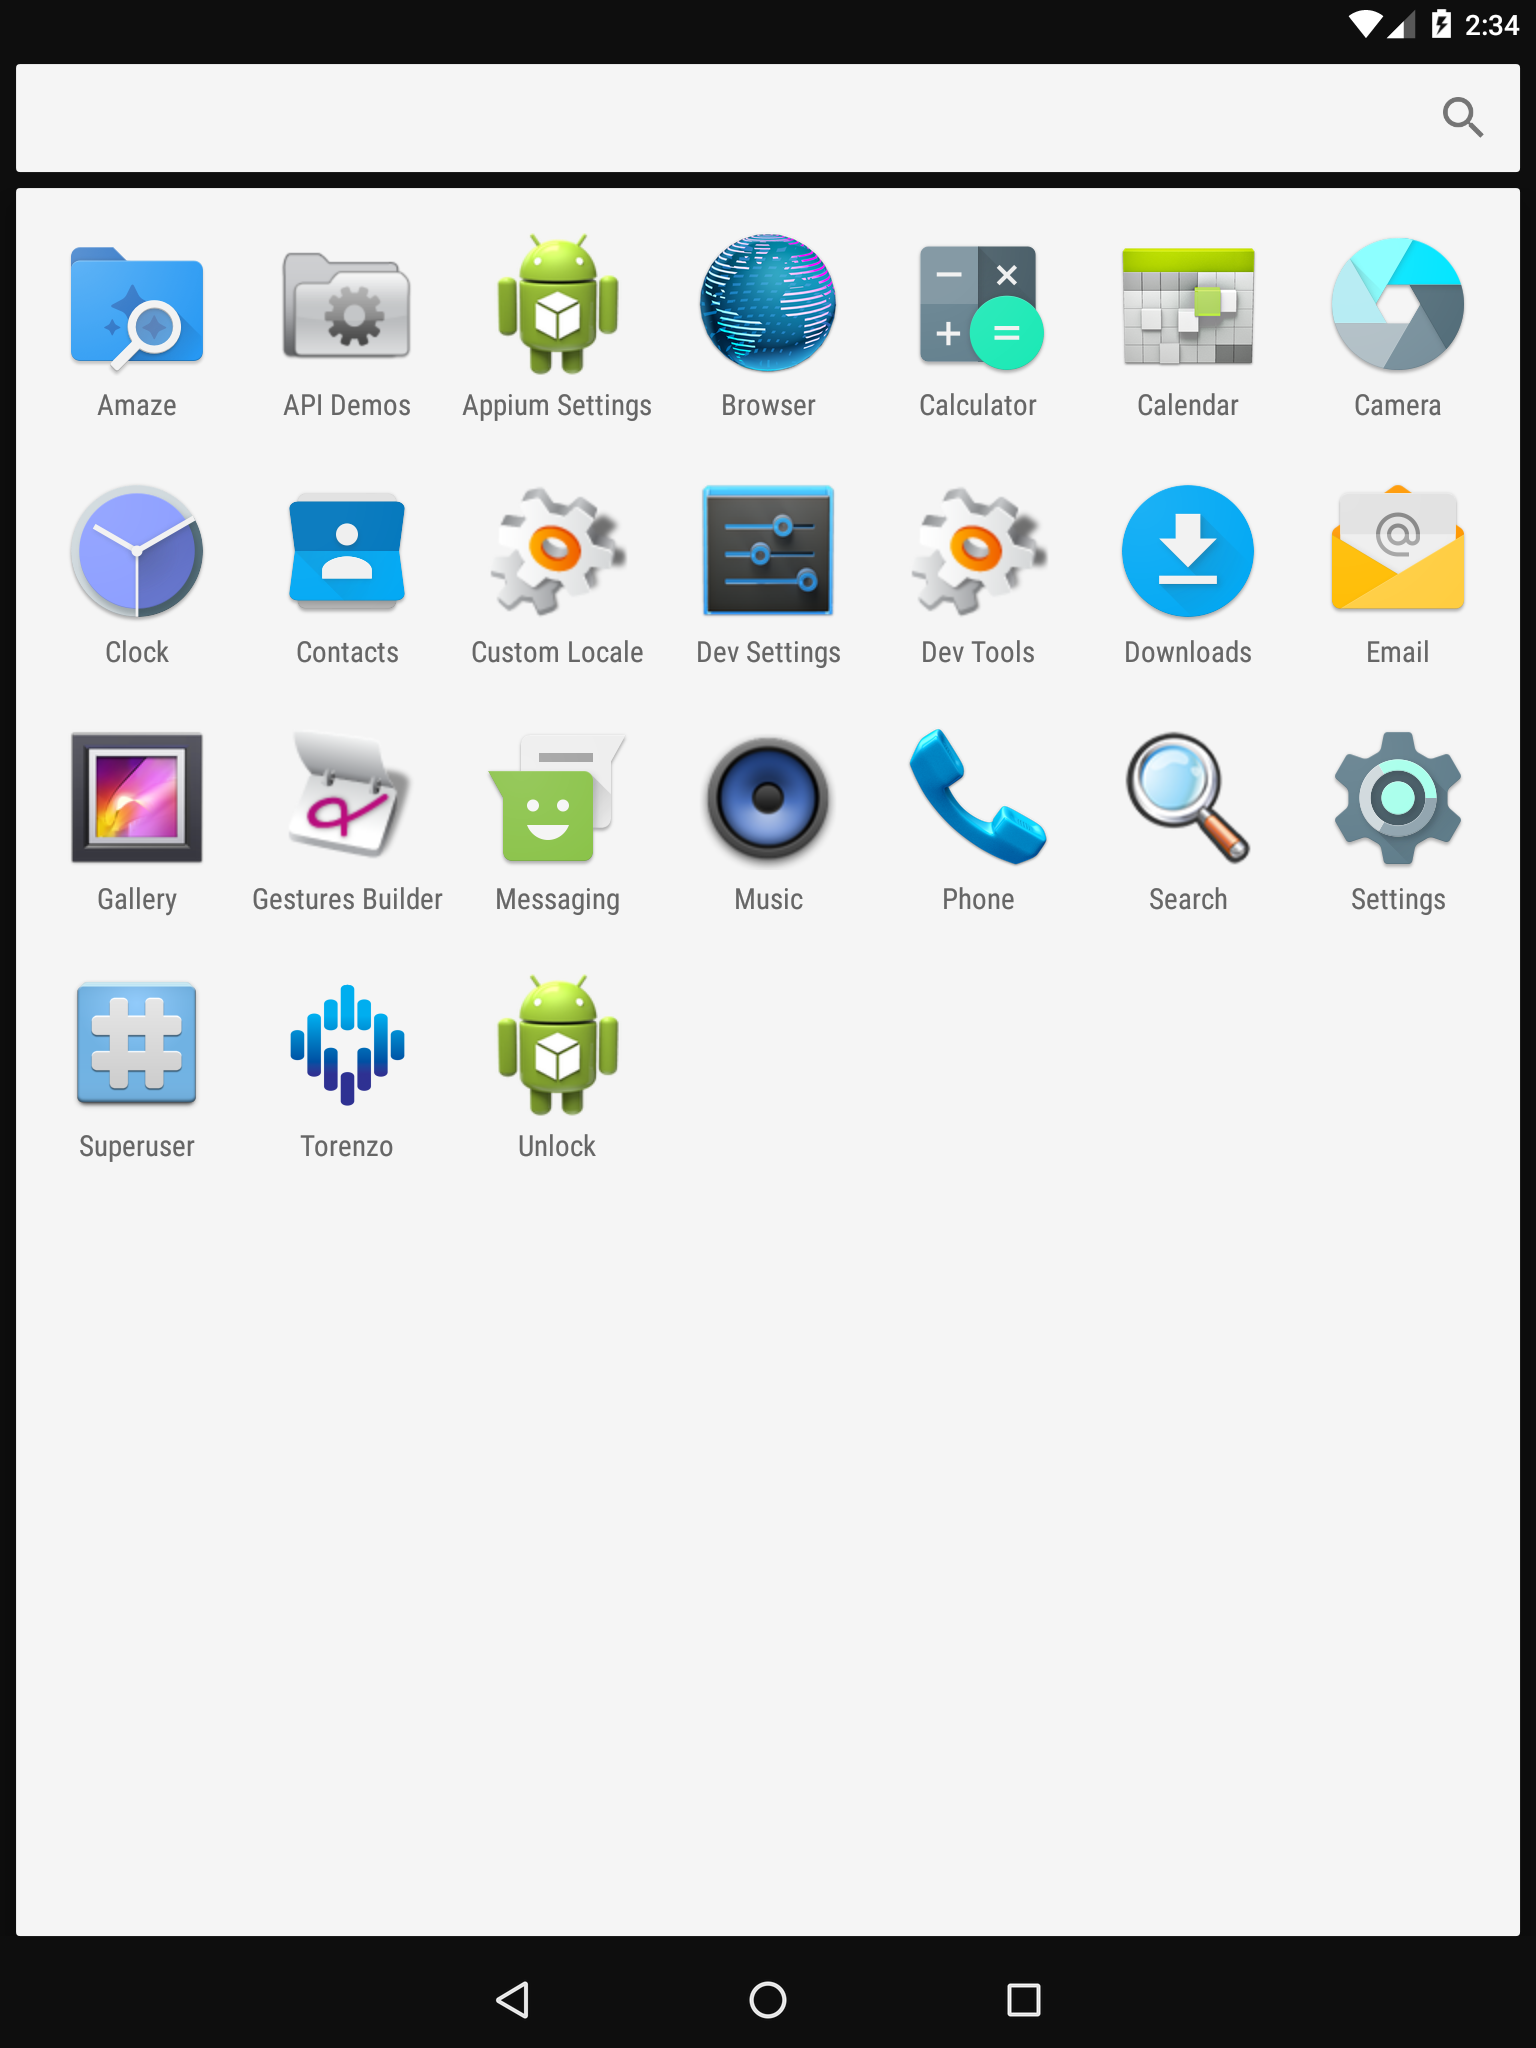 2:34
Amaze API Demos Appium Settings Browser Calculator Calendar Camera
Clock Contacts Custom Locale Dev Settings Dev Tools Downloads Email
Gallery Gestures Builder Messaging Music Phone Search Settings
Superuser Torenzo Unlock